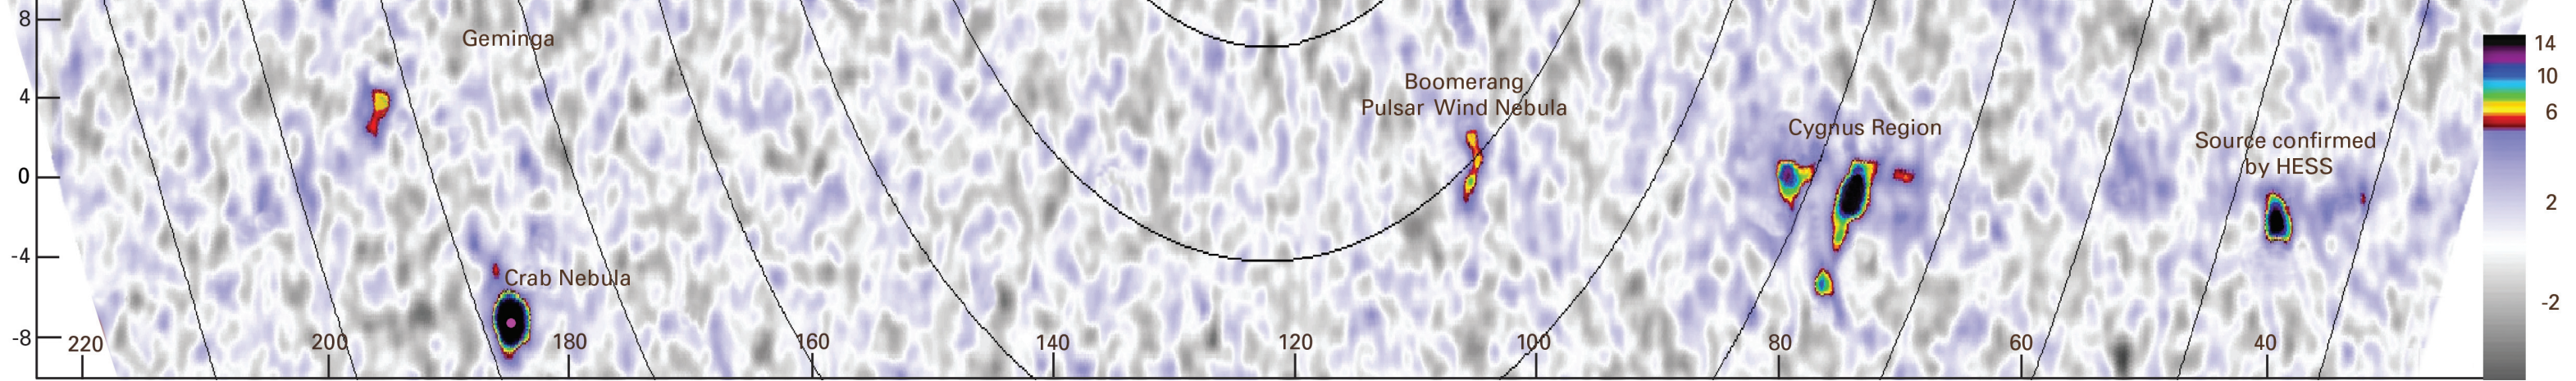 8
4
0
-4
-8
Geminga
Boomerang
Pulsar Wind Nebula
Cygnus Region
Source confirmed
by HESS
Crab Nebula
220 200 180 160 140 120 100 80 60 40
14
10
6
2
-2